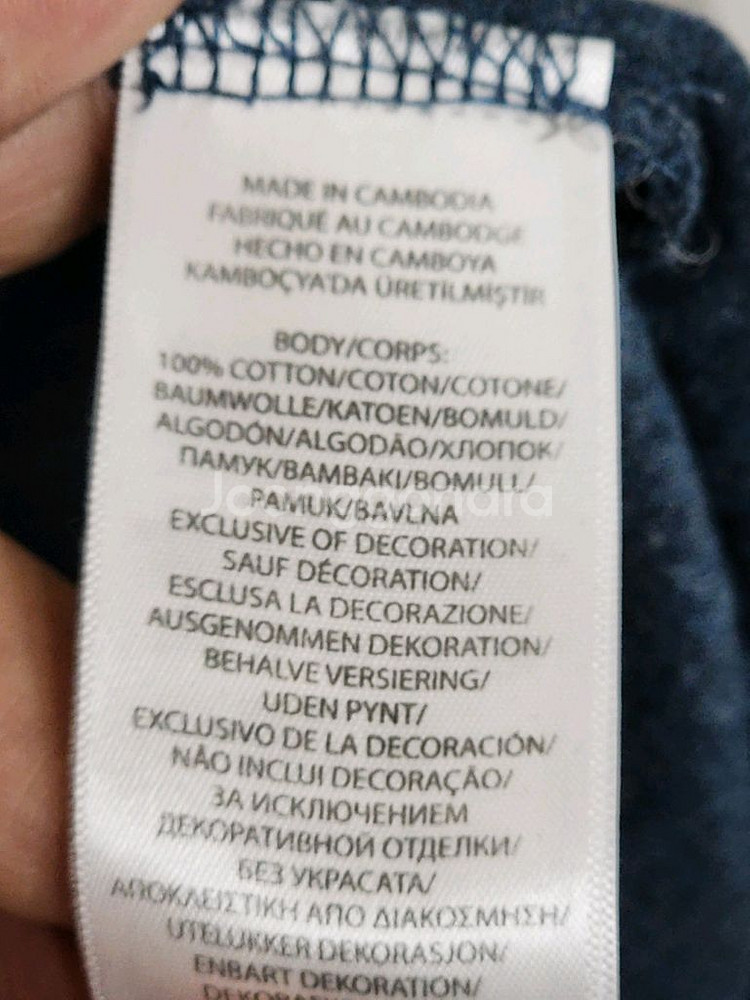 MADE IN CAMBODIA
FABRIQUÉ AU CAMBODGE
HECHO EN CAMBOYA
KAMBOÇYA'DA ÜRETILMIŞTIR
BODY/CORPS:
100% COTTON/COTON/COTONE/
BAUMWOLLE/KATOEN/BOMULD/
ALGODÓN/ALGODÃO/ХЛОПОК/
ПАМУК/BAMBAKI/BOMULL/
PAMUK/BAVLNA
EXCLUSIVE OF DECORATION/
SAUF DÉCORATION/
ESCLUSA LA DECORAZIONE/
AUSGENOMMEN DEKORATION/
BEHALVE VERSIERING/
UDEN PYNT/
EXCLUSIVO DE LA DECORACIÓN/
NÃO INCLUI DECORAÇÃO/
ЗА ИСКЛЮЧЕНИЕМ
ДЕКОРАТИВНОЙ ОТДЕЛКИ/
БЕЗ УКРАСАТА/
ΑΠΟΚΛΕΙΣΤΙΚΗ ΑΠΟ ΔΙΑΚΟΣΜΗΣΗ/
UTELUKKER DEKORASJON/
ENBART DEKORATION/